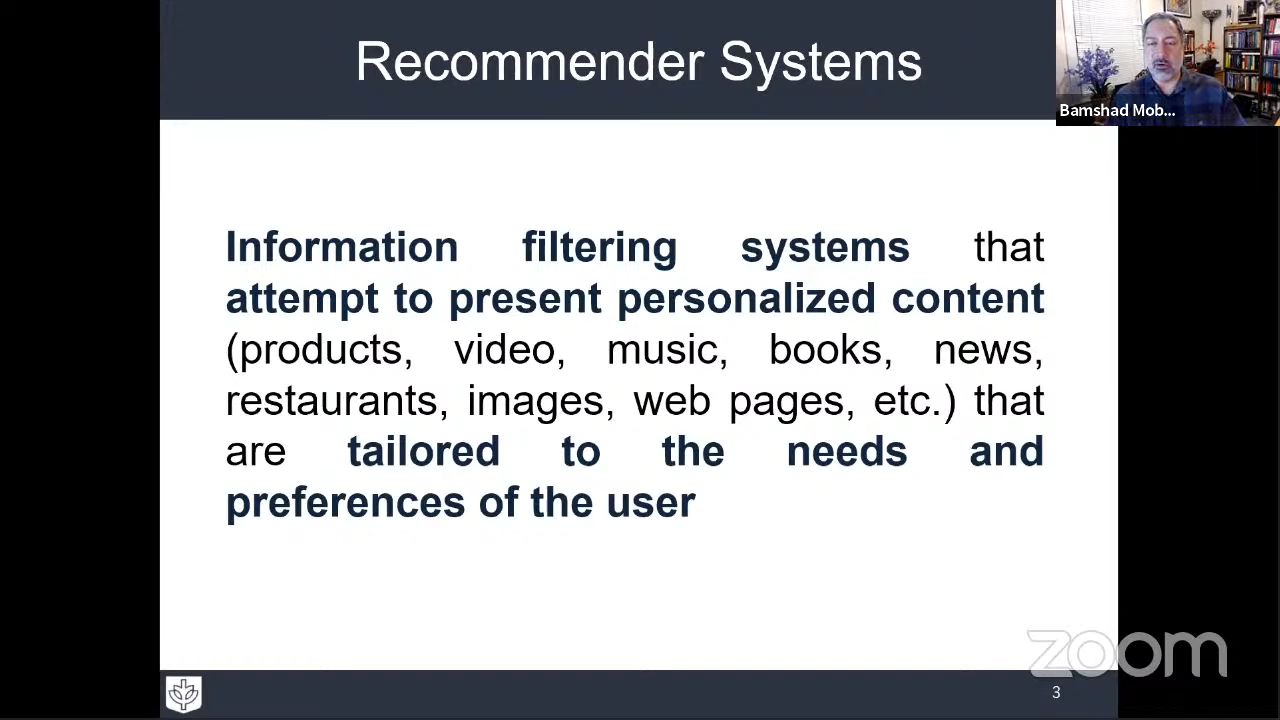 Recommender Systems
Bamshad Mob...
Information filtering systems that
attempt to present personalized content
(products, video, music, books, news,
restaurants, images, web pages, etc.) that
are tailored to the needs and
preferences of the user
zoom
3